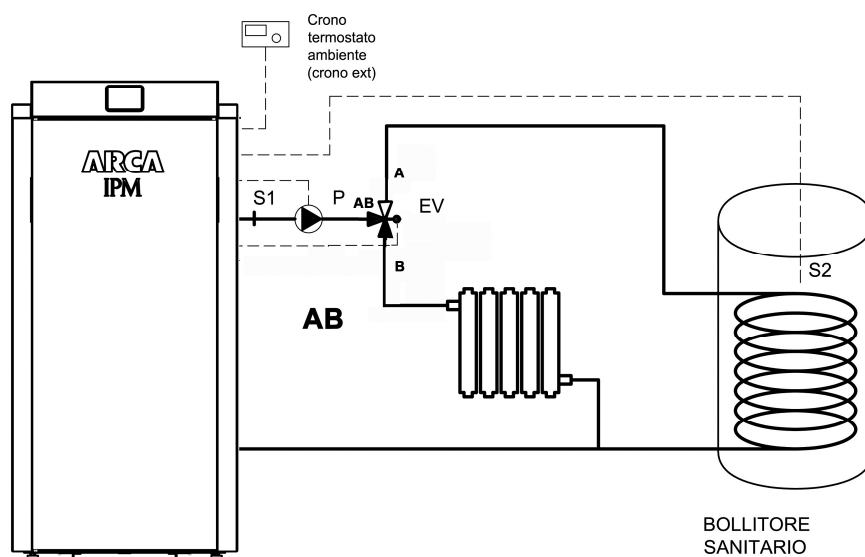 Crono
termostato
ambiente
(crono ext)
ARCA
IPM
S1
P
AB
A
EV
B
S2
AB
BOLLITORE
SANITARIO